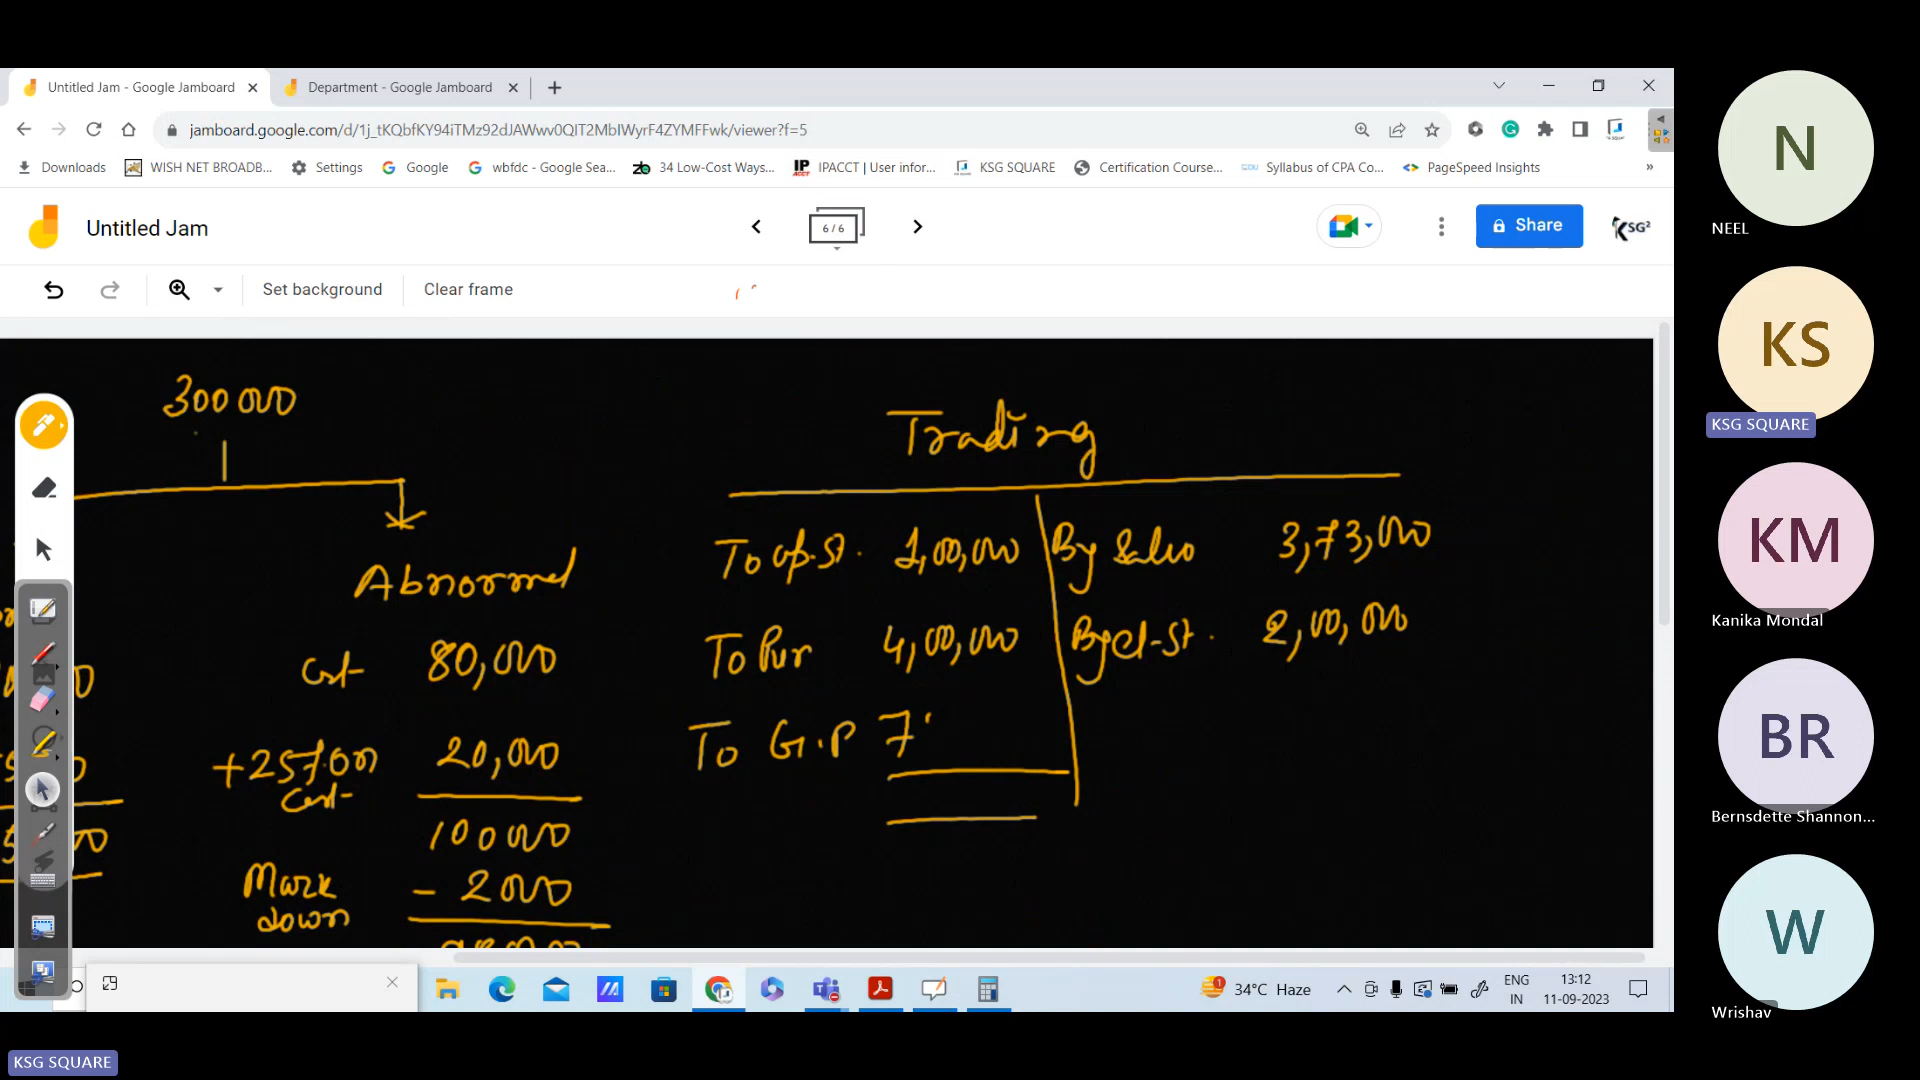 Untitled Jam - Google Jamboard
Department - Google Jamboard
jamboard.google.com/d/1j_tKQbfKY94iTMz92dJAWwv0QIT2MbIWyrF4ZYMFFwk/viewer?f=5
Downloads
WISH NET BROADB...
Settings
Google
wbfdc - Google Sea...
34 Low-Cost Ways...
IPACCT | User infor...
KSG SQUARE
Certification Course...
Syllabus of CPA Co...
PageSpeed Insights
»
Untitled Jam
6 / 6
Share
KSG²
Set background
Clear frame
300000
Abnormal
Cst 80,000
+25% on 20,000
Cost
100000
Mark - 2000
down
Trading
To op.St. 1,00,000 By Sales 3,73,000
To Pur 4,00,000 By cl-St. 2,00,000
To G.P 7
34°C Haze
ENG
IN
13:12
11-09-2023
N
NEEL
KS
KSG SQUARE
KM
Kanika Mondal
BR
Bernsdette Shannon...
W
Wrishav
KSG SQUARE